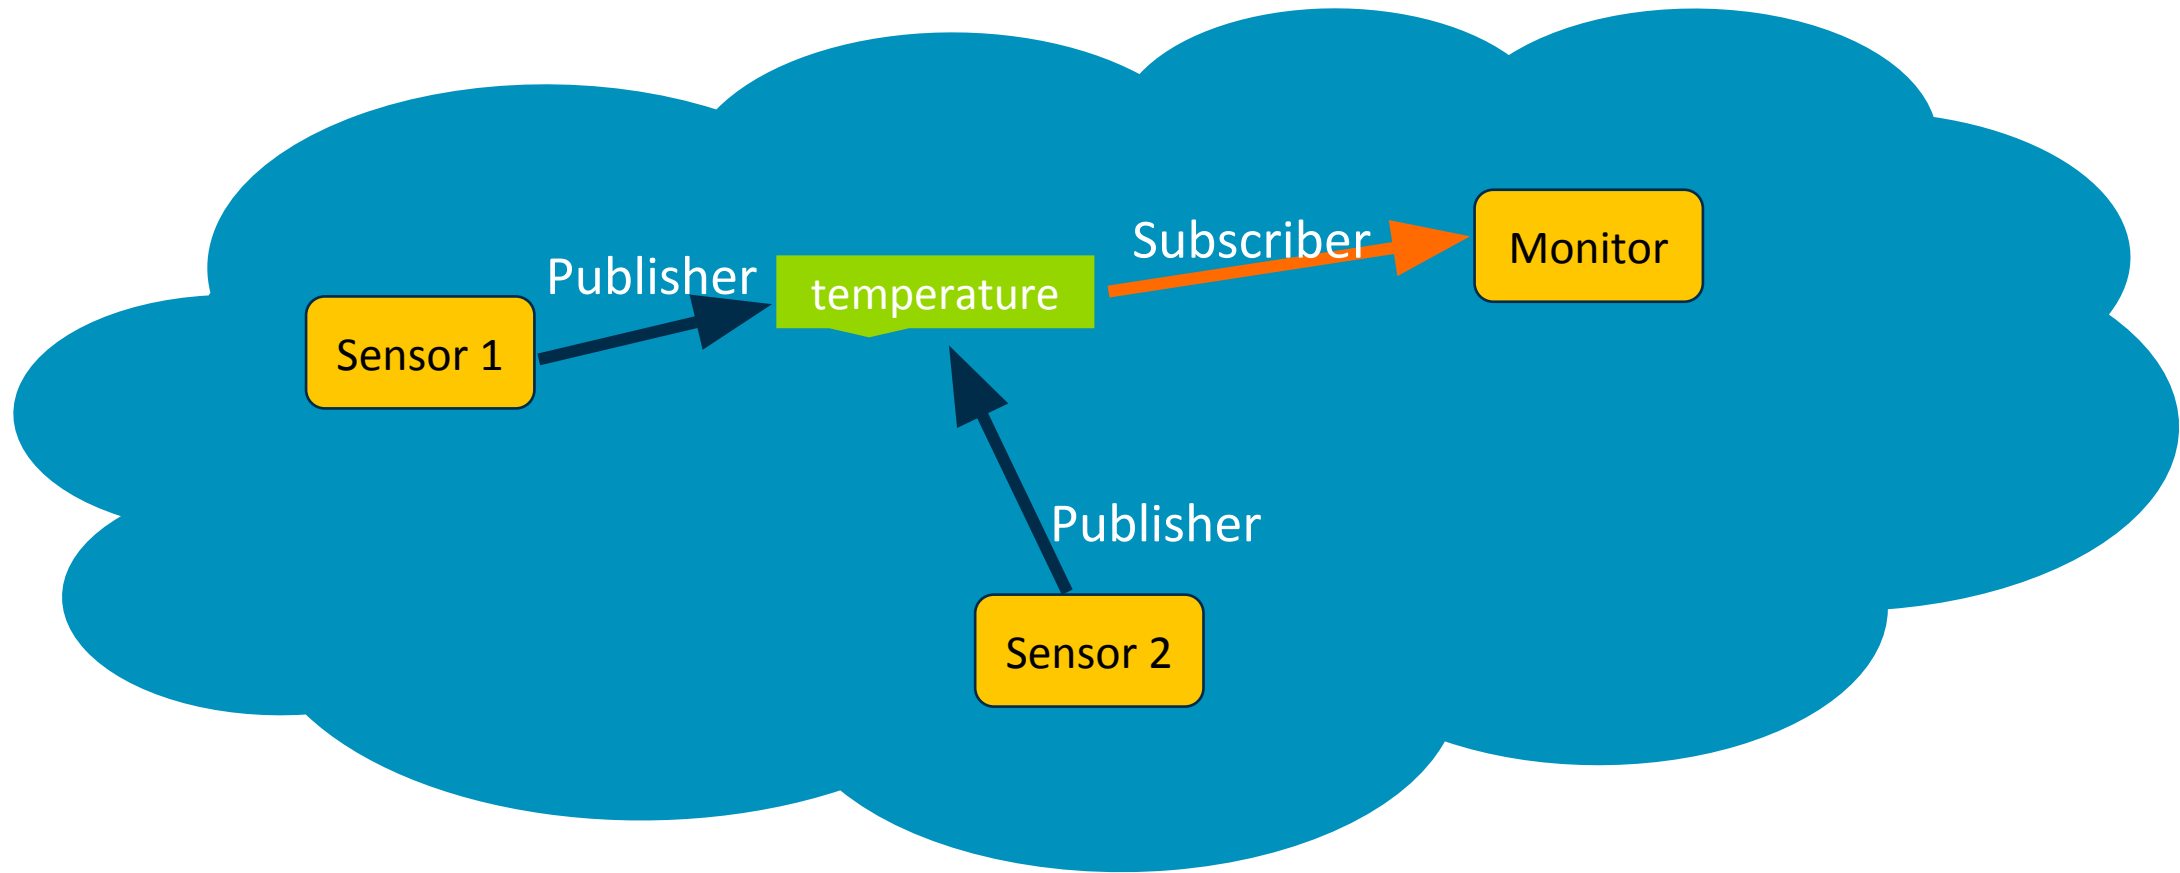 Subscriber
Monitor
Publisher
temperature
Sensor 1
Publisher
Sensor 2